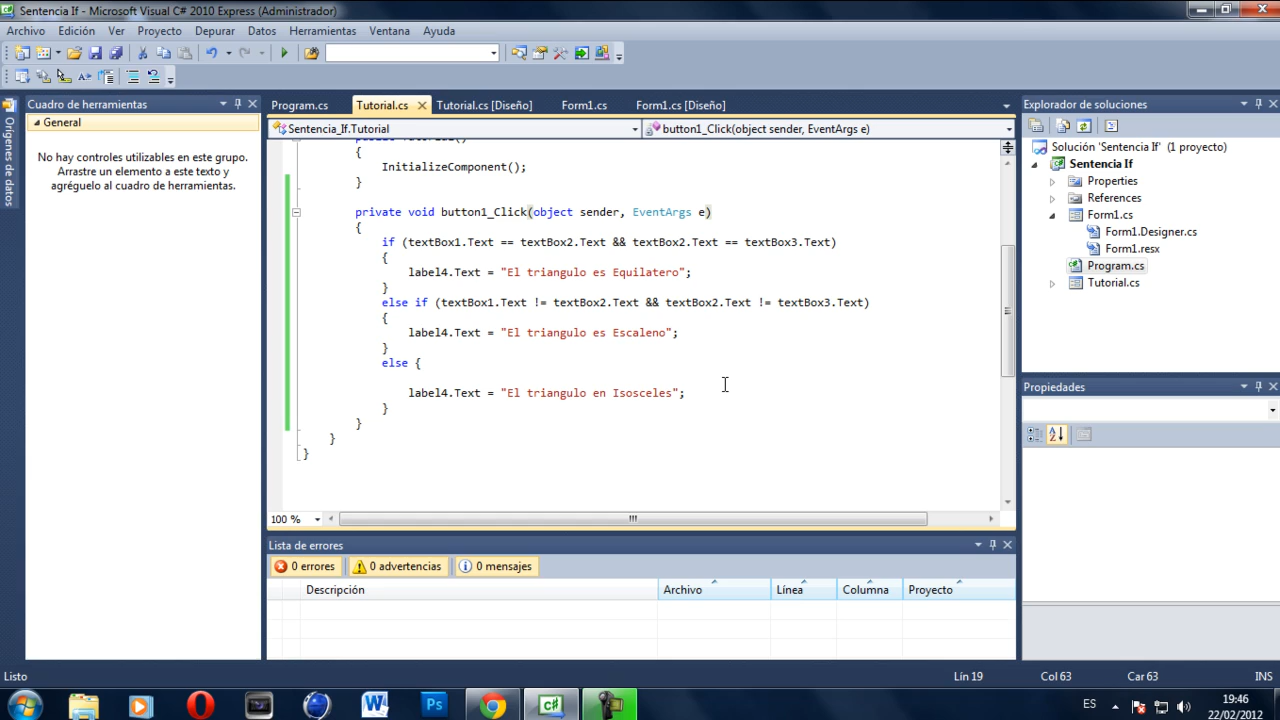 Sentencia If - Microsoft Visual C# 2010 Express (Administrador)
Archivo Edición Ver Proyecto Depurar Datos Herramientas Ventana Ayuda
Cuadro de herramientas
General
No hay controles utilizables en este grupo.
Arrastre un elemento a este texto y
agréguelo al cuadro de herramientas.
Orígenes de datos
Program.cs Tutorial.cs Tutorial.cs [Diseño] Form1.cs Form1.cs [Diseño]
Sentencia_If.Tutorial button1_Click(object sender, EventArgs e)
{
InitializeComponent();
}
private void button1_Click(object sender, EventArgs e)
{
if (textBox1.Text == textBox2.Text && textBox2.Text == textBox3.Text)
{
label4.Text = "El triangulo es Equilatero";
}
else if (textBox1.Text != textBox2.Text && textBox2.Text != textBox3.Text)
{
label4.Text = "El triangulo es Escaleno";
}
else {
label4.Text = "El triangulo en Isosceles";
}
}
}
}
100 %
Lista de errores
0 errores 0 advertencias 0 mensajes
Descripción Archivo Línea Columna Proyecto
Explorador de soluciones
Solución 'Sentencia If' (1 proyecto)
Sentencia If
Properties
References
Form1.cs
Form1.Designer.cs
Form1.resx
Program.cs
Tutorial.cs
Propiedades
Listo Lín 19 Col 63 Car 63 INS
W Ps C# ES 19:46
22/02/2012